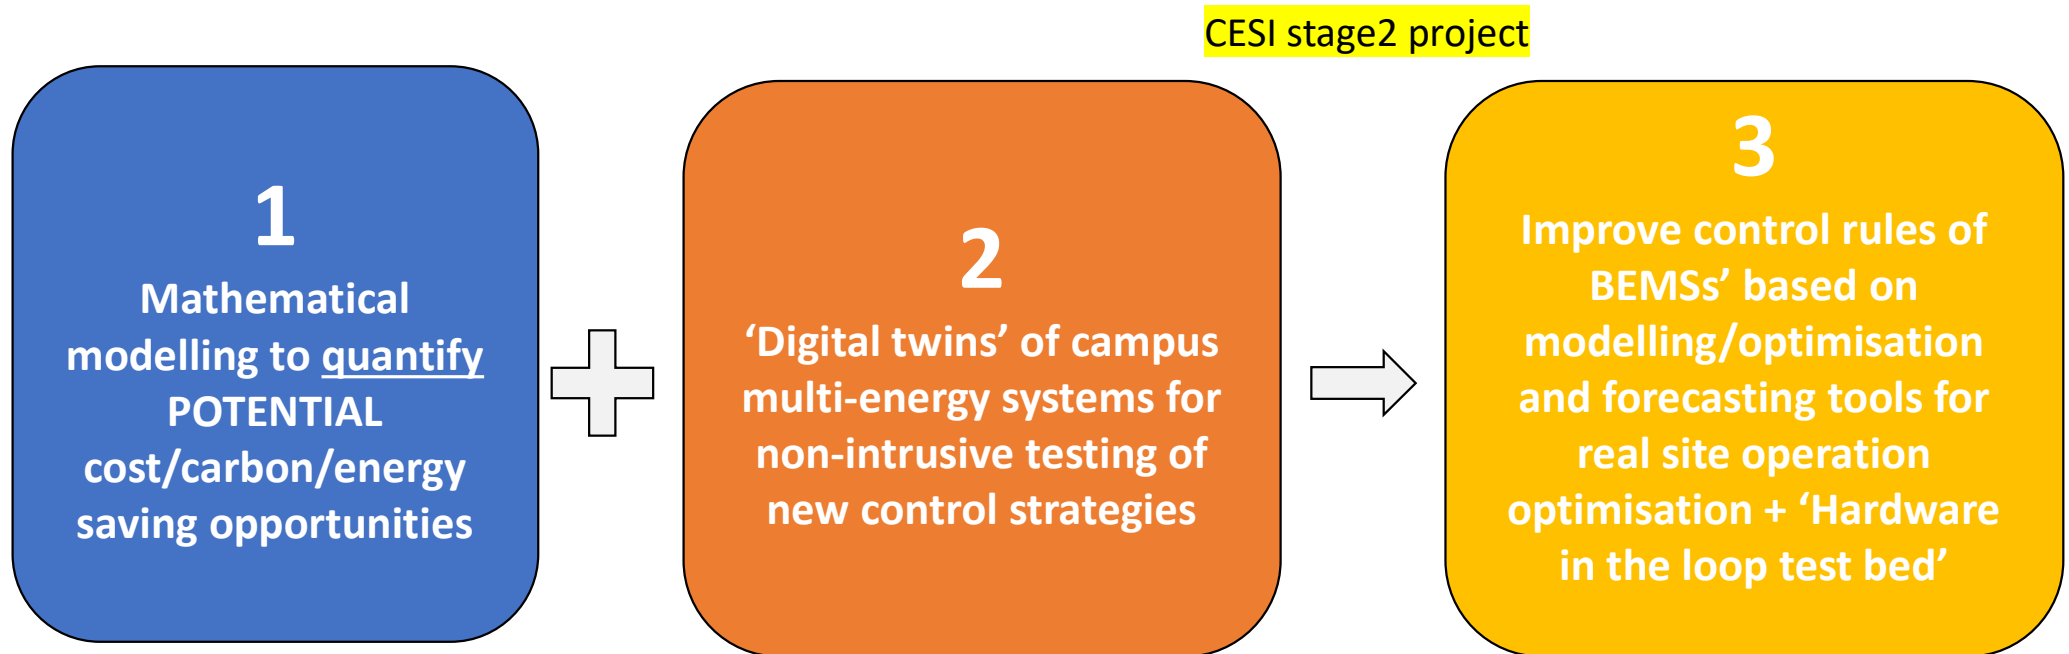 CESI stage2 project
1
Mathematical
modelling to quantify
POTENTIAL
cost/carbon/energy
saving opportunities
2
‘Digital twins’ of campus
multi-energy systems for
non-intrusive testing of
new control strategies
3
Improve control rules of
BEMSs’ based on
modelling/optimisation
and forecasting tools for
real site operation
optimisation + ‘Hardware
in the loop test bed’